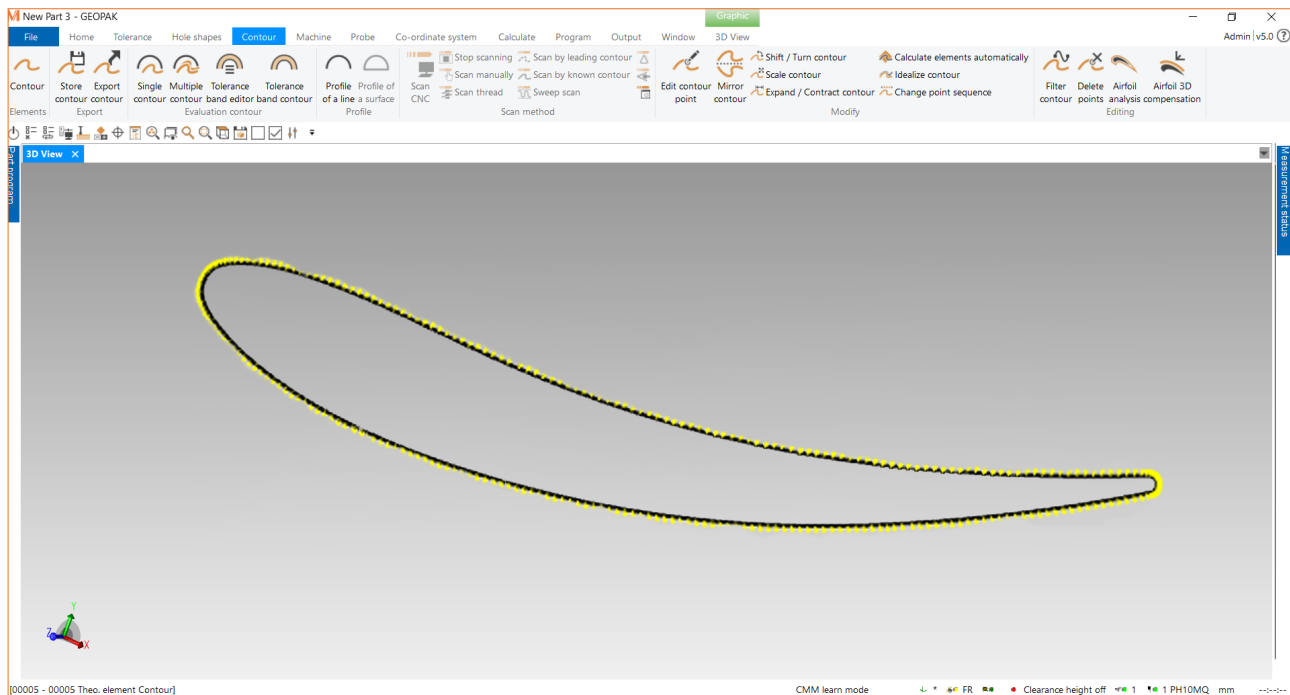 New Part 3 - GEOPAK
Graphic
File Home Tolerance Hole shapes Contour Machine Probe Co-ordinate system Calculate Program Output Window 3D View
Admin v5.0 ?
Contour
Elements
Store contour
Export contour
Export
Single contour
Multiple contour
Tolerance band editor
Tolerance band contour
Evaluation contour
Profile of a line
Profile of a surface
Profile
Scan CNC
Stop scanning
Scan manually
Scan thread
Scan by leading contour
Scan by known contour
Sweep scan
Scan method
Edit contour point
Mirror contour
Shift / Turn contour
Scale contour
Expand / Contract contour
Calculate elements automatically
Idealize contour
Change point sequence
Modify
Filter contour
Delete points
Airfoil analysis
Airfoil 3D compensation
Editing
3D View
Part program
Measurement status
Y
Z
X
[00005 - 00005 Theo. element Contour]
CMM learn mode * FR Clearance height off 1 1 PH10MQ mm --:--:--